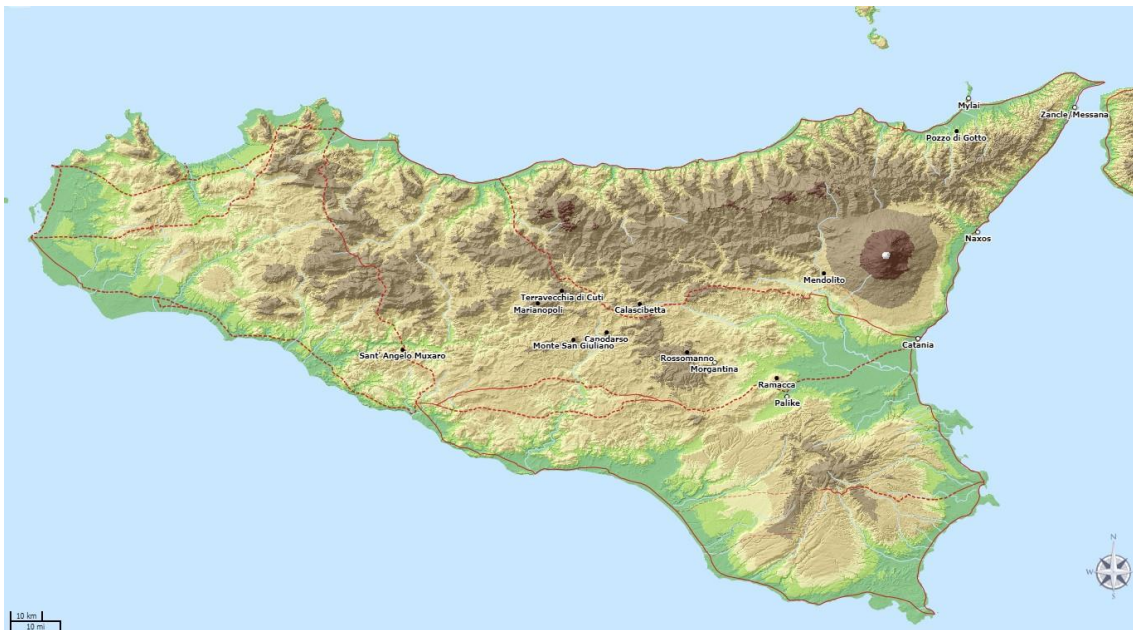 Mylai
Zancle/Messana
Pozzo di Gotto
Naxos
Mendolito
Terravecchia di Cuti
Marianopoli
Calascibetta
Capodarso
Monte San Giuliano
Catania
Sant' Angelo Muxaro
Rossomanno
Morgantina
Ramacca
Palike
N
W
S
10 km
10 mi